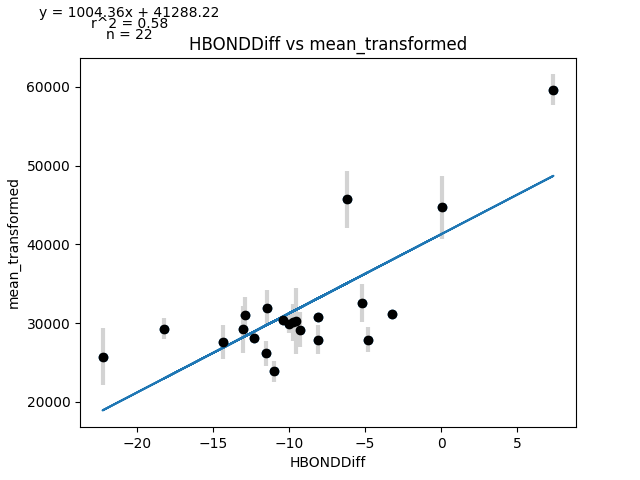 y = 1004.36x + 41288.22
r^2 = 0.58
n = 22
HBONDDiff vs mean_transformed
60000
50000
40000
30000
20000
mean_transformed
−20
−15
−10
−5
0
5
HBONDDiff